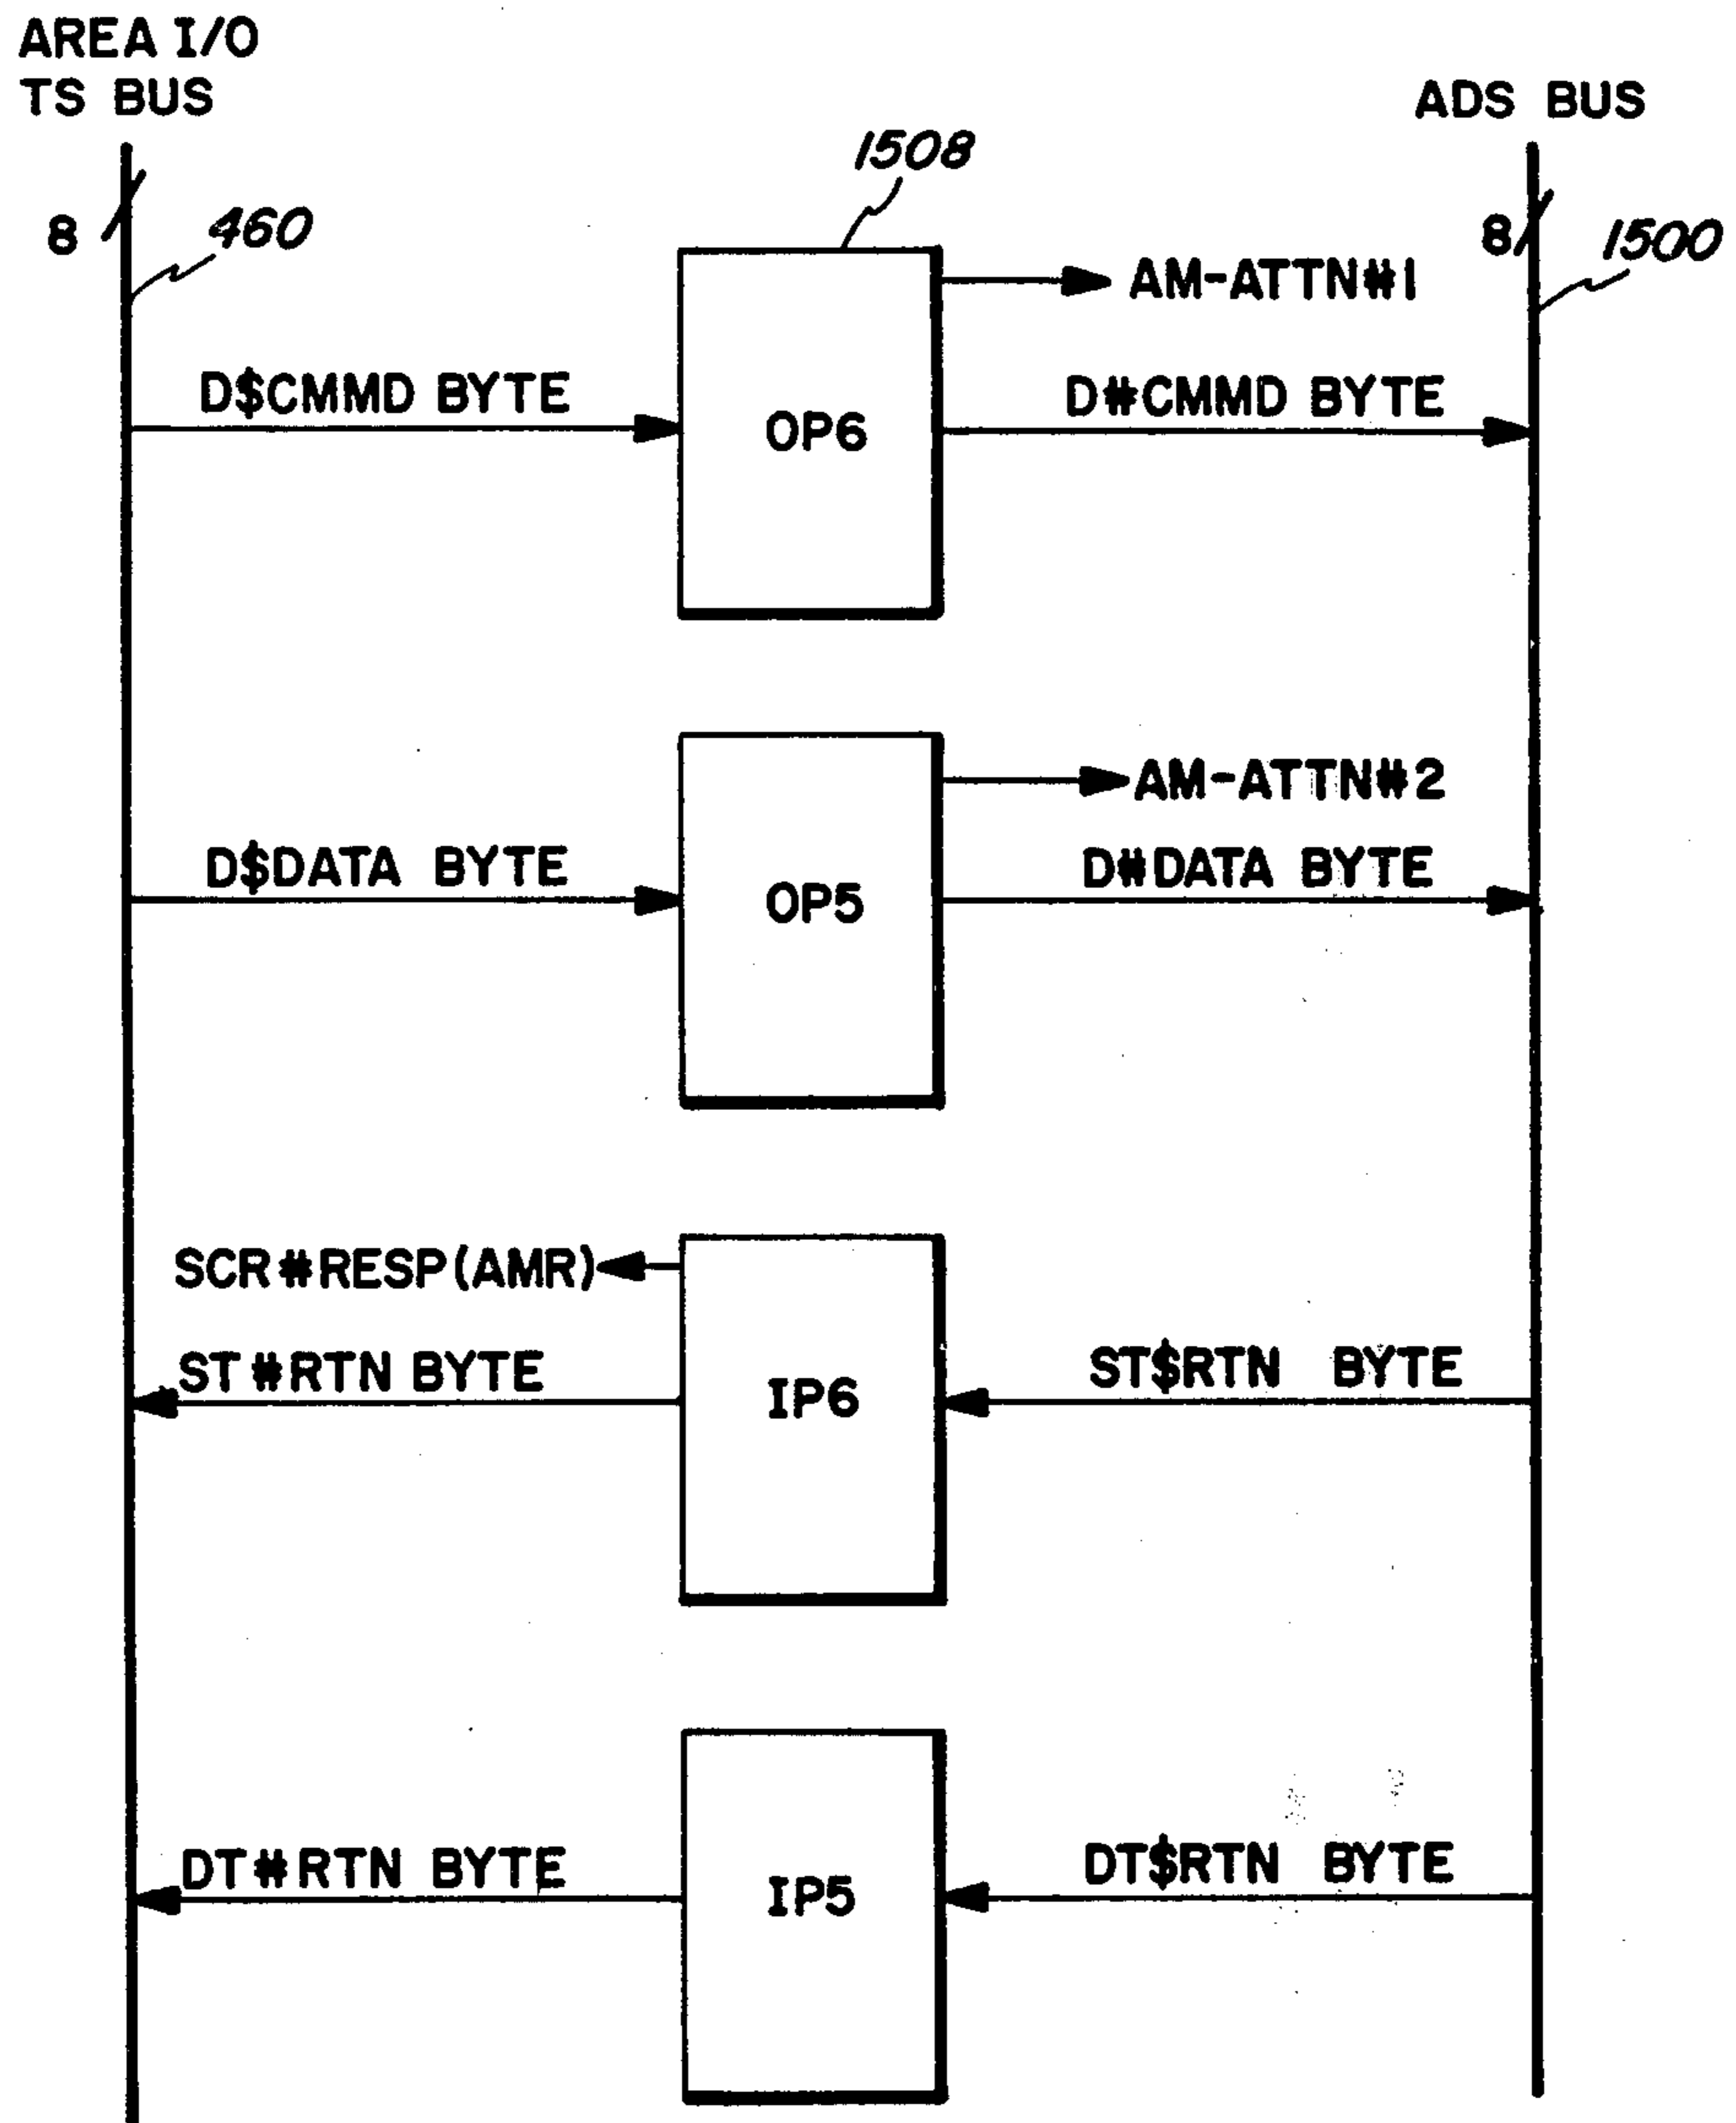 AREA I/O
TS BUS
ADS BUS
1508
8
460
8
1500
AM-ATTN#1
D$CMMD BYTE
OP6
D#CMMD BYTE
AM-ATTN#2
D$DATA BYTE
OP5
D#DATA BYTE
SCR#RESP(AMR)
ST#RTN BYTE
IP6
ST$RTN BYTE
DT#RTN BYTE
IP5
DT$RTN BYTE